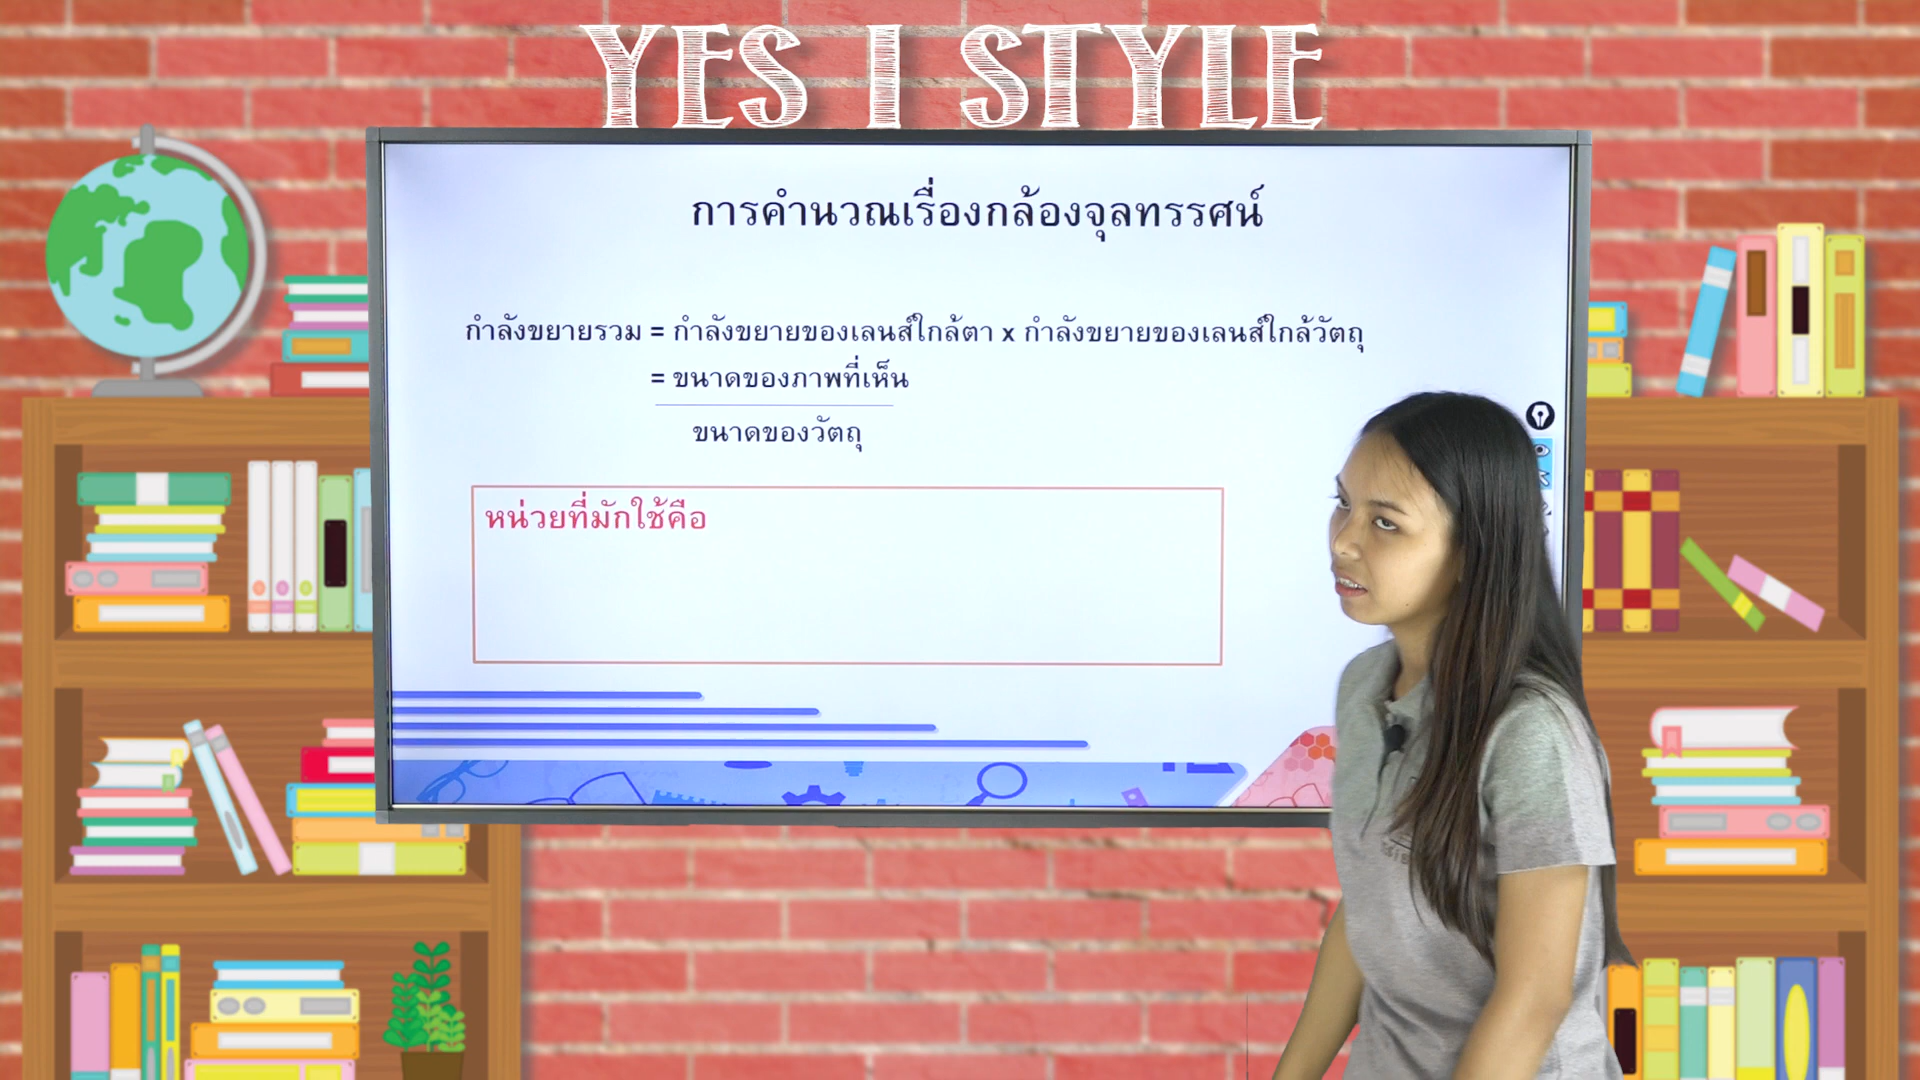 YES I STYLE
การคำนวณเรื่องกล้องจุลทรรศน์
กำลังขยายรวม = กำลังขยายของเลนส์ใกล้ตา x กำลังขยายของเลนส์ใกล้วัตถุ
= ขนาดของภาพที่เห็น
ขนาดของวัตถุ
หน่วยที่มักใช้คือ